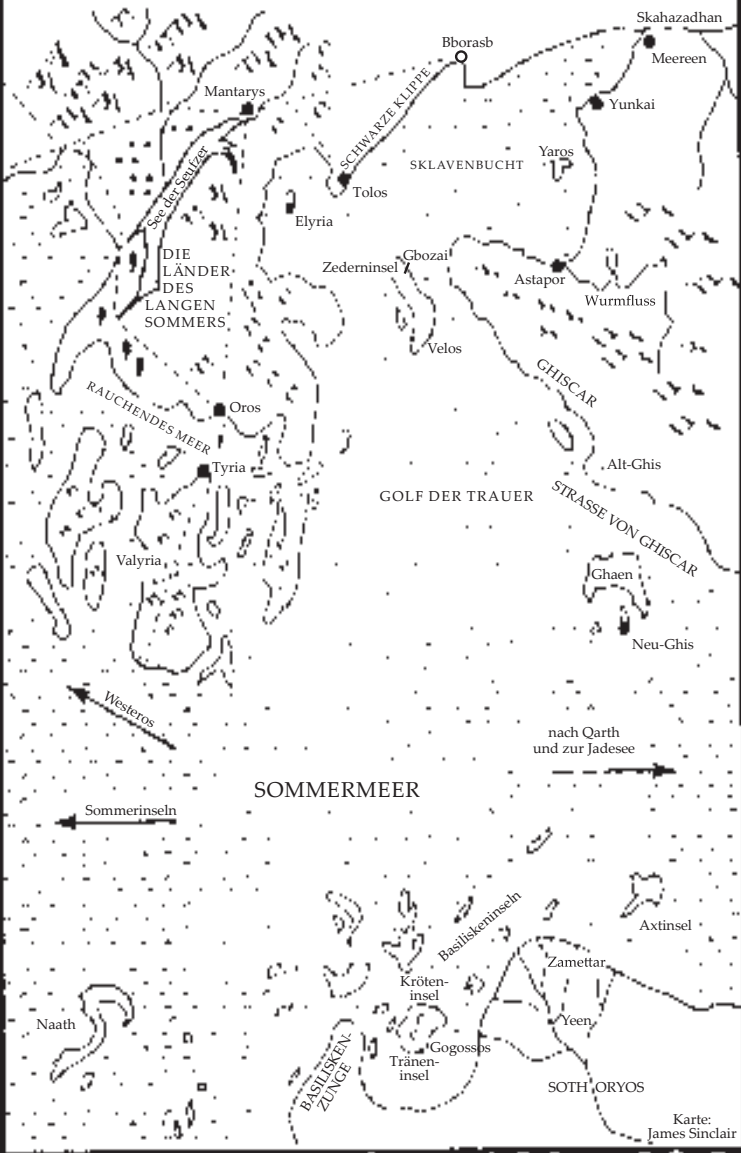 Skahazadhan
Bborasb
Meereen
Mantarys
Yunkai
SCHWARZE KLIPPE
SKLAVENBUCHT
Yaros
See der Seufzer
Tolos
Elyria
DIE
LÄNDER
DES
LANGEN
SOMMERS
Gbozai
Zederninsel
Astapor
Wurmfluss
Velos
GHISCAR
RAUCHENDES MEER
Oros
Tyria
Alt-Ghis
GOLF DER TRAUER
STRASSE VON GHISCAR
Valyria
Ghaen
Neu-Ghis
Westeros
nach Qarth
und zur Jadesee
SOMMERMEER
Sommerinseln
Basiliskeninseln
Axtinsel
Zamettar
Kröten-
insel
Naath
Yeen
Gogossos
Tränen-
insel
BASILISKEN-
ZUNGE
SOTH ORYOS
Karte:
James Sinclair